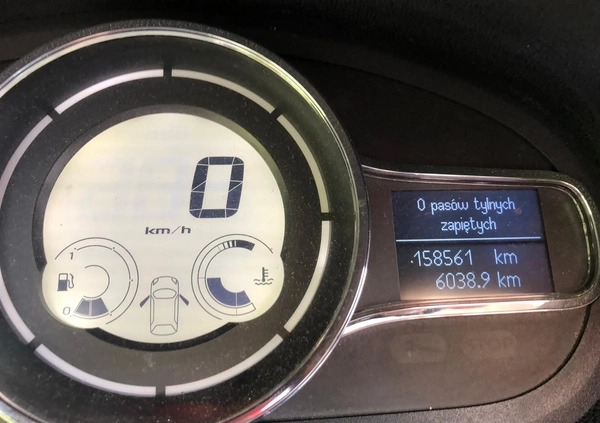 0
km/h
1
0
0 pasów tylnych
zapiętych
158561 km
6038.9 km